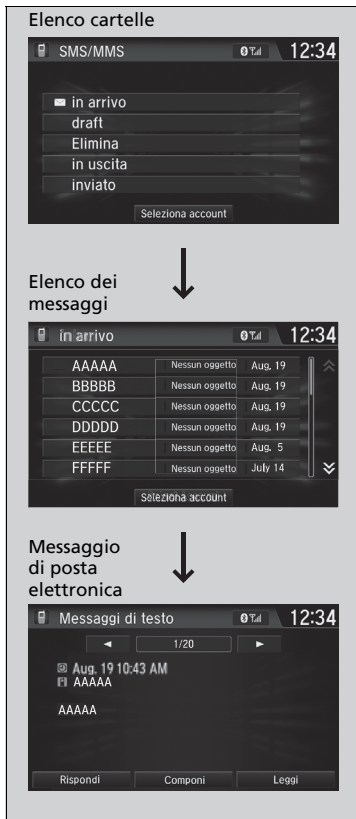 Elenco cartelle
SMS/MMS 12:34
in arrivo
draft
Elimina
in uscita
inviato
Seleziona account
Elenco dei
messaggi
in arrivo 12:34
AAAAA Nessun oggetto Aug. 19
BBBBB Nessun oggetto Aug. 19
CCCCC Nessun oggetto Aug. 19
DDDDD Nessun oggetto Aug. 19
EEEEE Nessun oggetto Aug. 5
FFFFF Nessun oggetto July 14
Seleziona account
Messaggio
di posta
elettronica
Messaggi di testo 12:34
1/20
Aug. 19 10:43 AM
AAAAA
AAAAA
Rispondi Componi Leggi